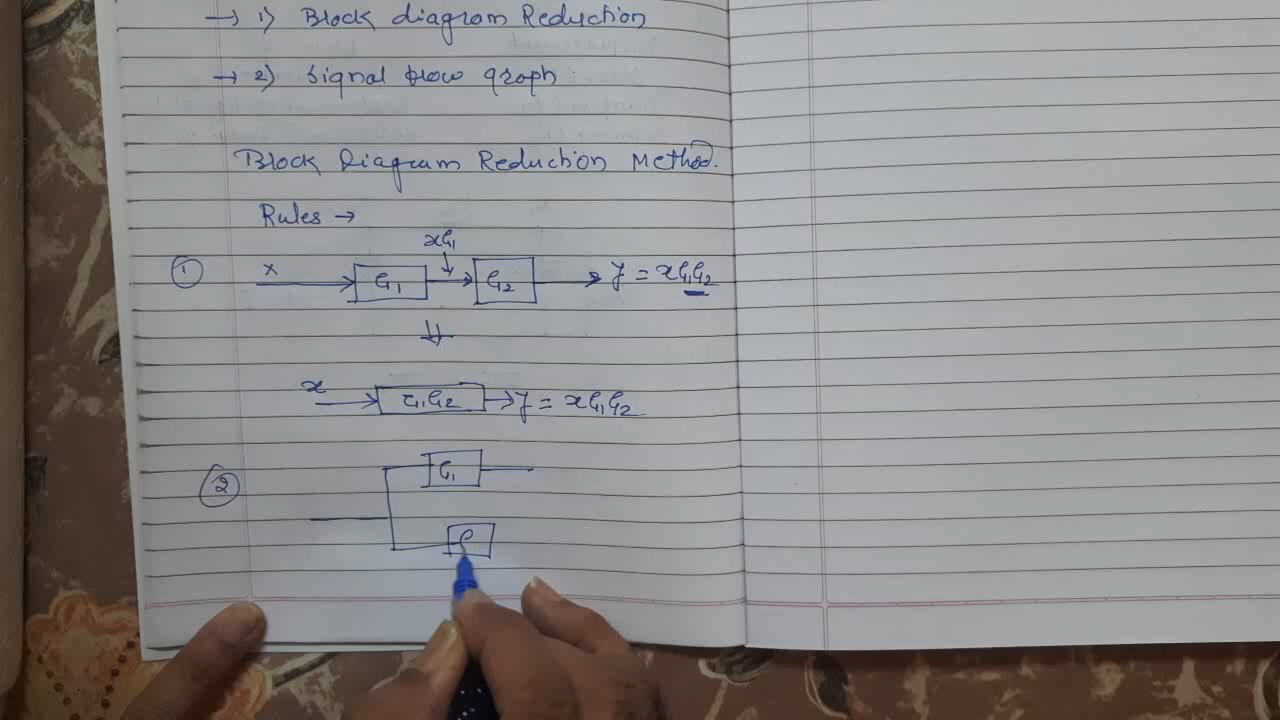 → 1) Block diagram Reduction
→ 2) Signal flow graph
Block Diagram Reduction Method.
Rules →
xG1
① x G1 G2 y = xG1G2
x G1G2 y = xG1G2
② G1
G